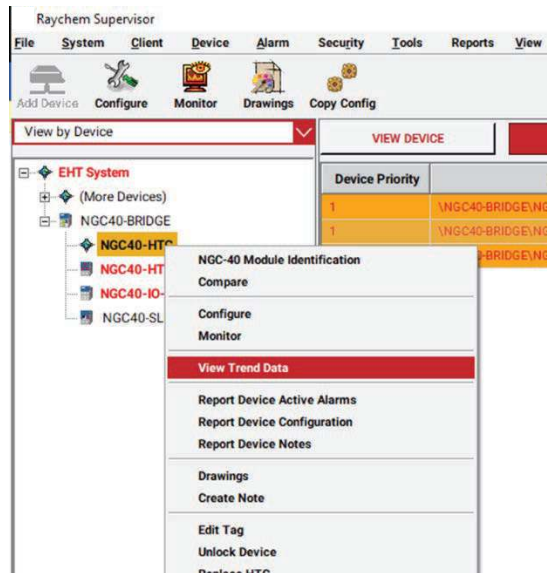 Raychem Supervisor
File System Client Device Alarm Security Tools Reports View
Add Device Configure Monitor Drawings Copy Config
View by Device
VIEW DEVICE
Device Priority
EHT System
(More Devices)
NGC40-BRIDGE
NGC40-HTC
NGC40-HT
NGC40-IO-
NGC40-SL
1 \NGC40-BRIDGE\NG
1 \NGC40-BRIDGE\NG
-BRIDGE\NG
NGC-40 Module Identification
Compare
Configure
Monitor
View Trend Data
Report Device Active Alarms
Report Device Configuration
Report Device Notes
Drawings
Create Note
Edit Tag
Unlock Device
Replace HTC